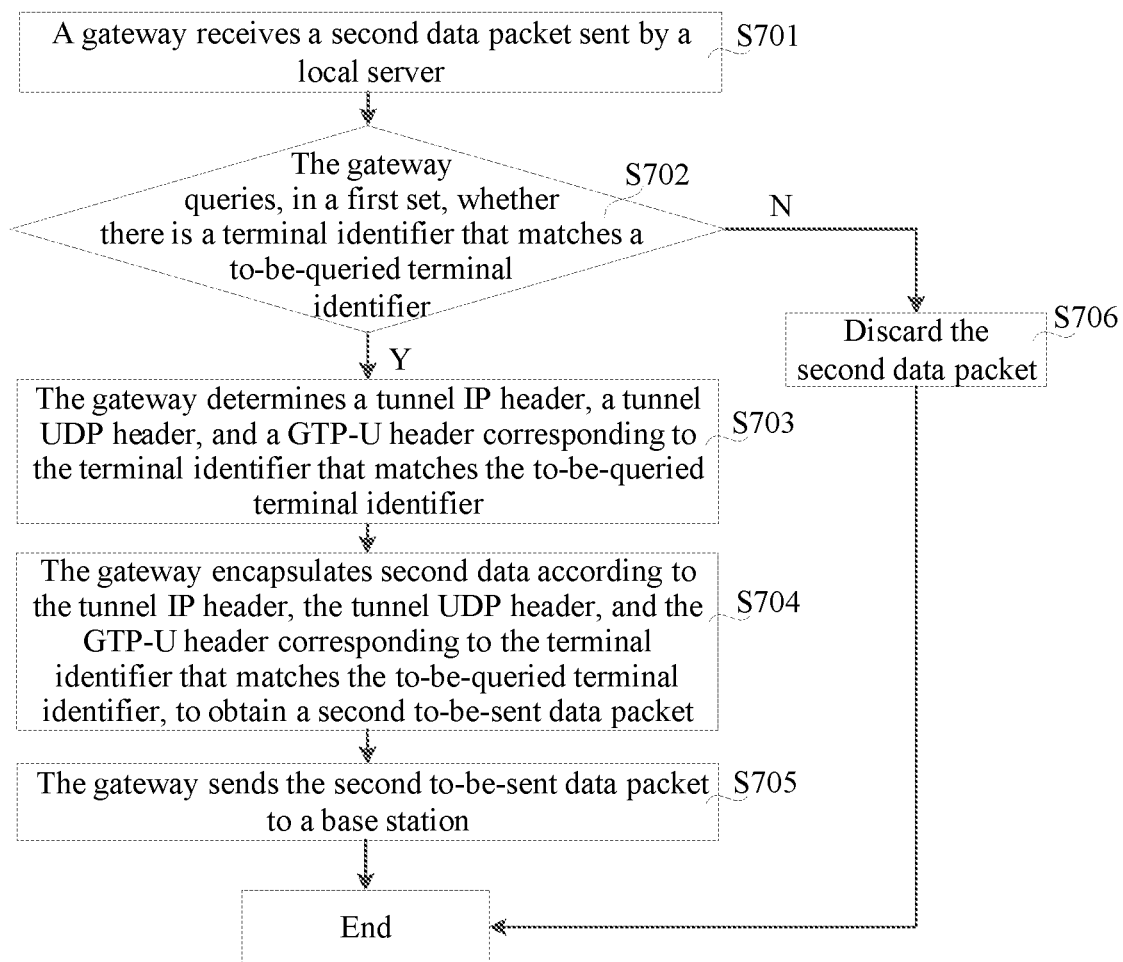 A gateway receives a second data packet sent by a
local server
S701
The gateway
queries, in a first set, whether
there is a terminal identifier that matches a
to-be-queried terminal
identifier
S702
N
Y
Discard the
second data packet
S706
The gateway determines a tunnel IP header, a tunnel
UDP header, and a GTP-U header corresponding to
the terminal identifier that matches the to-be-queried
terminal identifier
S703
The gateway encapsulates second data according to
the tunnel IP header, the tunnel UDP header, and the
GTP-U header corresponding to the terminal
identifier that matches the to-be-queried terminal
identifier, to obtain a second to-be-sent data packet
S704
The gateway sends the second to-be-sent data packet
to a base station
S705
End